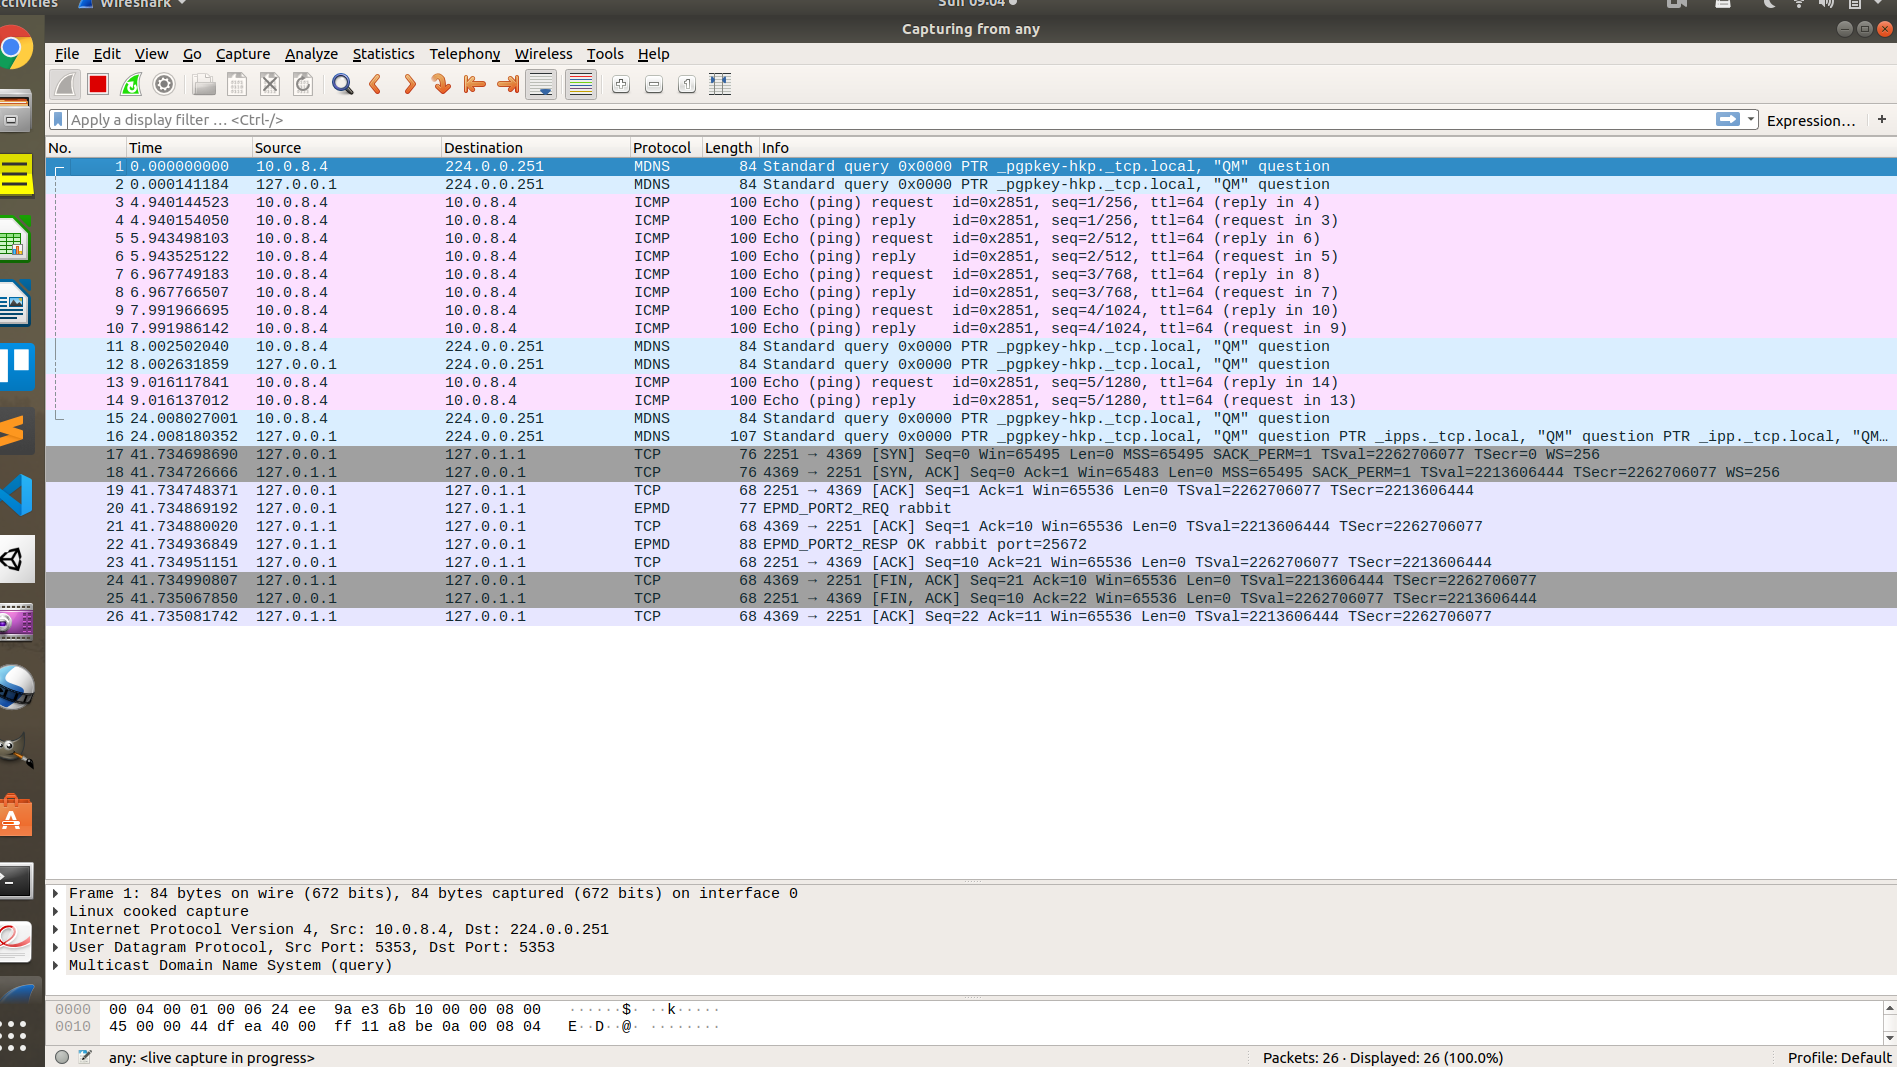 ctivities Wireshark Sun 09:04
Capturing from any
File Edit View Go Capture Analyze Statistics Telephony Wireless Tools Help
Apply a display filter … <Ctrl-/> Expression… +
No. Time Source Destination Protocol Length Info
1 0.000000000 10.0.8.4 224.0.0.251 MDNS 84 Standard query 0x0000 PTR _pgpkey-hkp._tcp.local, "QM" question
2 0.000141184 127.0.0.1 224.0.0.251 MDNS 84 Standard query 0x0000 PTR _pgpkey-hkp._tcp.local, "QM" question
3 4.940144523 10.0.8.4 10.0.8.4 ICMP 100 Echo (ping) request id=0x2851, seq=1/256, ttl=64 (reply in 4)
4 4.940154050 10.0.8.4 10.0.8.4 ICMP 100 Echo (ping) reply id=0x2851, seq=1/256, ttl=64 (request in 3)
5 5.943498103 10.0.8.4 10.0.8.4 ICMP 100 Echo (ping) request id=0x2851, seq=2/512, ttl=64 (reply in 6)
6 5.943525122 10.0.8.4 10.0.8.4 ICMP 100 Echo (ping) reply id=0x2851, seq=2/512, ttl=64 (request in 5)
7 6.967749183 10.0.8.4 10.0.8.4 ICMP 100 Echo (ping) request id=0x2851, seq=3/768, ttl=64 (reply in 8)
8 6.967766507 10.0.8.4 10.0.8.4 ICMP 100 Echo (ping) reply id=0x2851, seq=3/768, ttl=64 (request in 7)
9 7.991966695 10.0.8.4 10.0.8.4 ICMP 100 Echo (ping) request id=0x2851, seq=4/1024, ttl=64 (reply in 10)
10 7.991986142 10.0.8.4 10.0.8.4 ICMP 100 Echo (ping) reply id=0x2851, seq=4/1024, ttl=64 (request in 9)
11 8.002502040 10.0.8.4 224.0.0.251 MDNS 84 Standard query 0x0000 PTR _pgpkey-hkp._tcp.local, "QM" question
12 8.002631859 127.0.0.1 224.0.0.251 MDNS 84 Standard query 0x0000 PTR _pgpkey-hkp._tcp.local, "QM" question
13 9.016117841 10.0.8.4 10.0.8.4 ICMP 100 Echo (ping) request id=0x2851, seq=5/1280, ttl=64 (reply in 14)
14 9.016137012 10.0.8.4 10.0.8.4 ICMP 100 Echo (ping) reply id=0x2851, seq=5/1280, ttl=64 (request in 13)
15 24.008027001 10.0.8.4 224.0.0.251 MDNS 84 Standard query 0x0000 PTR _pgpkey-hkp._tcp.local, "QM" question
16 24.008180352 127.0.0.1 224.0.0.251 MDNS 107 Standard query 0x0000 PTR _pgpkey-hkp._tcp.local, "QM" question PTR _ipps._tcp.local, "QM" question PTR _ipp._tcp.local, "QM…
17 41.734698690 127.0.0.1 127.0.1.1 TCP 76 2251 → 4369 [SYN] Seq=0 Win=65495 Len=0 MSS=65495 SACK_PERM=1 TSval=2262706077 TSecr=0 WS=256
18 41.734726666 127.0.1.1 127.0.0.1 TCP 76 4369 → 2251 [SYN, ACK] Seq=0 Ack=1 Win=65483 Len=0 MSS=65495 SACK_PERM=1 TSval=2213606444 TSecr=2262706077 WS=256
19 41.734748371 127.0.0.1 127.0.1.1 TCP 68 2251 → 4369 [ACK] Seq=1 Ack=1 Win=65536 Len=0 TSval=2262706077 TSecr=2213606444
20 41.734869192 127.0.0.1 127.0.1.1 EPMD 77 EPMD_PORT2_REQ rabbit
21 41.734880020 127.0.1.1 127.0.0.1 TCP 68 4369 → 2251 [ACK] Seq=1 Ack=10 Win=65536 Len=0 TSval=2213606444 TSecr=2262706077
22 41.734936849 127.0.1.1 127.0.0.1 EPMD 88 EPMD_PORT2_RESP OK rabbit port=25672
23 41.734951151 127.0.0.1 127.0.1.1 TCP 68 2251 → 4369 [ACK] Seq=10 Ack=21 Win=65536 Len=0 TSval=2262706077 TSecr=2213606444
24 41.734990807 127.0.1.1 127.0.0.1 TCP 68 4369 → 2251 [FIN, ACK] Seq=21 Ack=10 Win=65536 Len=0 TSval=2213606444 TSecr=2262706077
25 41.735067850 127.0.0.1 127.0.1.1 TCP 68 2251 → 4369 [FIN, ACK] Seq=10 Ack=22 Win=65536 Len=0 TSval=2262706077 TSecr=2213606444
26 41.735081742 127.0.1.1 127.0.0.1 TCP 68 4369 → 2251 [ACK] Seq=22 Ack=11 Win=65536 Len=0 TSval=2213606444 TSecr=2262706077
Frame 1: 84 bytes on wire (672 bits), 84 bytes captured (672 bits) on interface 0
Linux cooked capture
Internet Protocol Version 4, Src: 10.0.8.4, Dst: 224.0.0.251
User Datagram Protocol, Src Port: 5353, Dst Port: 5353
Multicast Domain Name System (query)
0000 00 04 00 01 00 06 24 ee 9a e3 6b 10 00 00 08 00 ······$· ··k·····
0010 45 00 00 44 df ea 40 00 ff 11 a8 be 0a 00 08 04 E··D··@· ········
any: <live capture in progress> Packets: 26 · Displayed: 26 (100.0%) Profile: Default